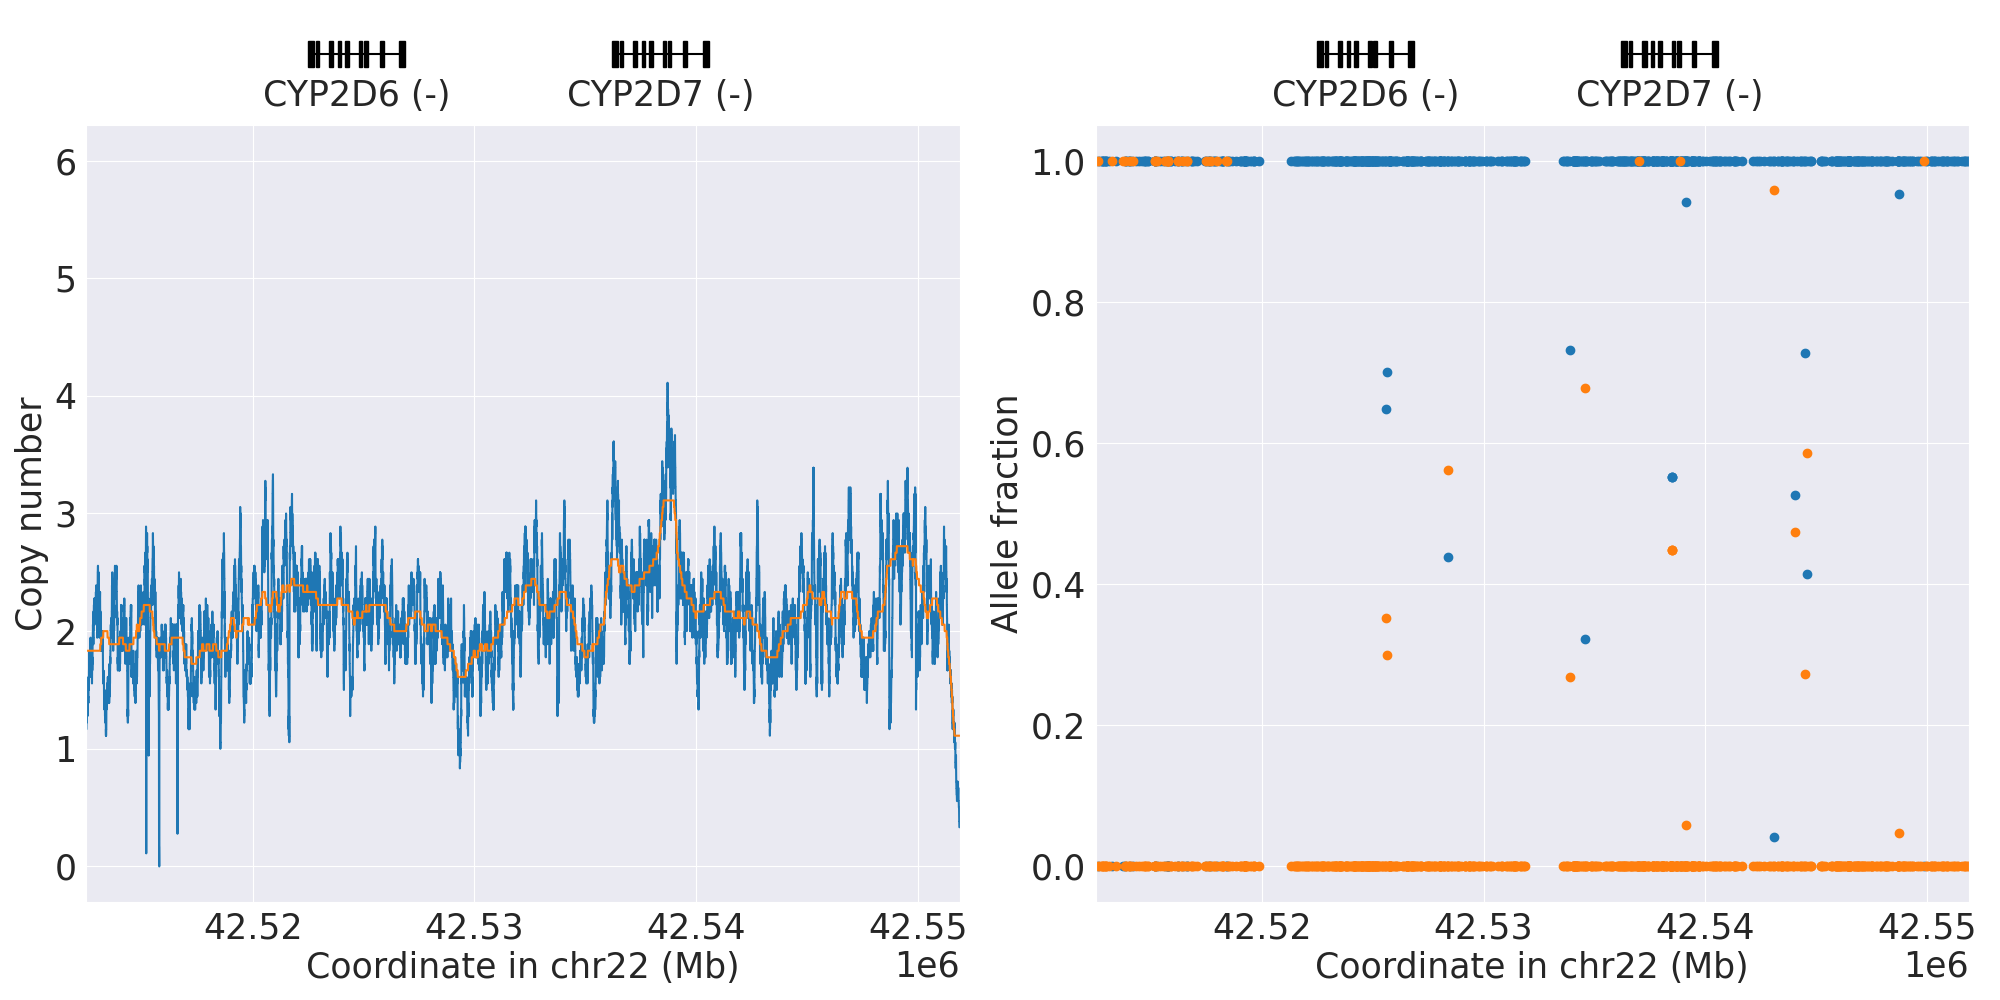 CYP2D6 (-) CYP2D7 (-)
6
5
4
3
2
1
0
Copy number
42.52 42.53 42.54 42.55
Coordinate in chr22 (Mb)
1e6
CYP2D6 (-) CYP2D7 (-)
1.0
0.8
0.6
0.4
0.2
0.0
Allele fraction
42.52 42.53 42.54 42.55
Coordinate in chr22 (Mb)
1e6